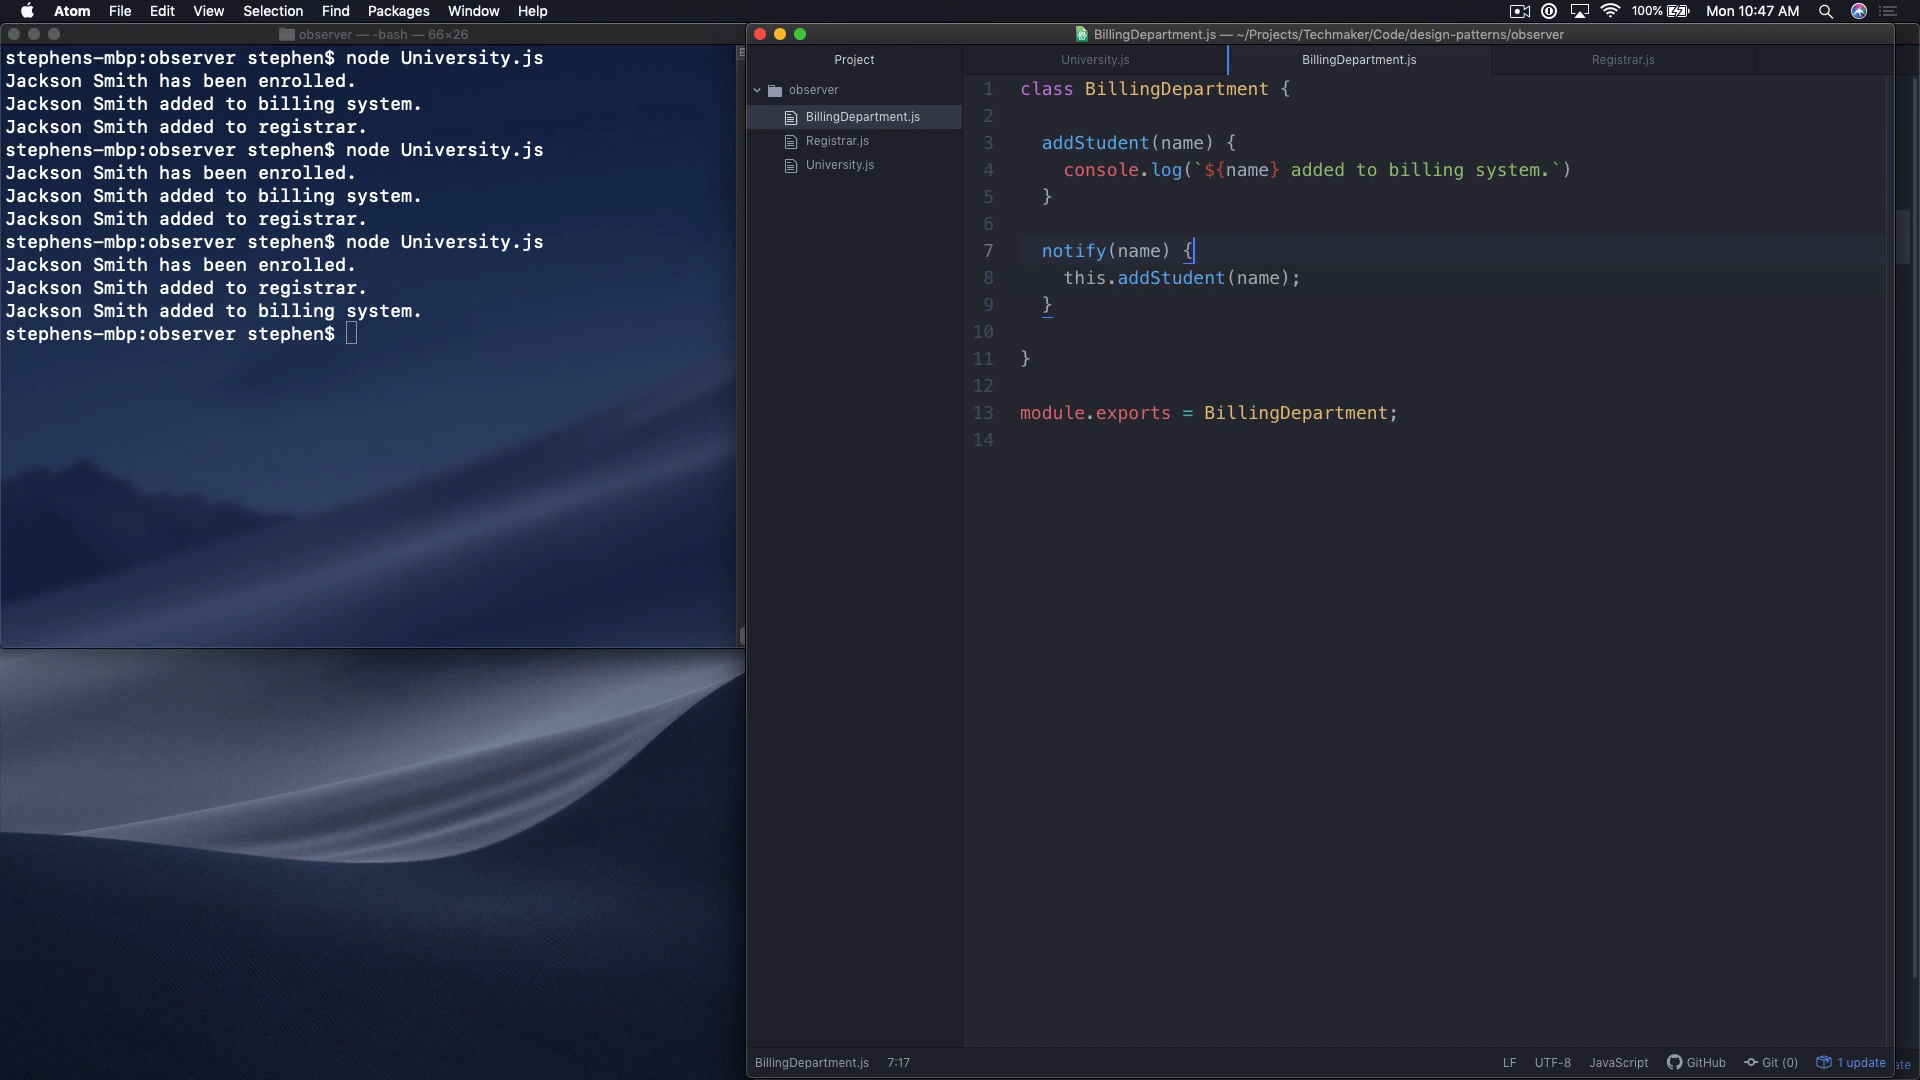 Atom File Edit View Selection Find Packages Window Help
100% Mon 10:47 AM
observer — -bash — 66×26
stephens-mbp:observer stephen$ node University.js
Jackson Smith has been enrolled.
Jackson Smith added to billing system.
Jackson Smith added to registrar.
stephens-mbp:observer stephen$ node University.js
Jackson Smith has been enrolled.
Jackson Smith added to billing system.
Jackson Smith added to registrar.
stephens-mbp:observer stephen$ node University.js
Jackson Smith has been enrolled.
Jackson Smith added to registrar.
Jackson Smith added to billing system.
stephens-mbp:observer stephen$
BillingDepartment.js — ~/Projects/Techmaker/Code/design-patterns/observer
Project
observer
BillingDepartment.js
Registrar.js
University.js
University.js BillingDepartment.js Registrar.js
1 class BillingDepartment {
2
3 addStudent(name) {
4 console.log(`${name} added to billing system.`)
5 }
6
7 notify(name) {
8 this.addStudent(name);
9 }
10
11 }
12
13 module.exports = BillingDepartment;
14
BillingDepartment.js 7:17
LF UTF-8 JavaScript GitHub Git (0) 1 update